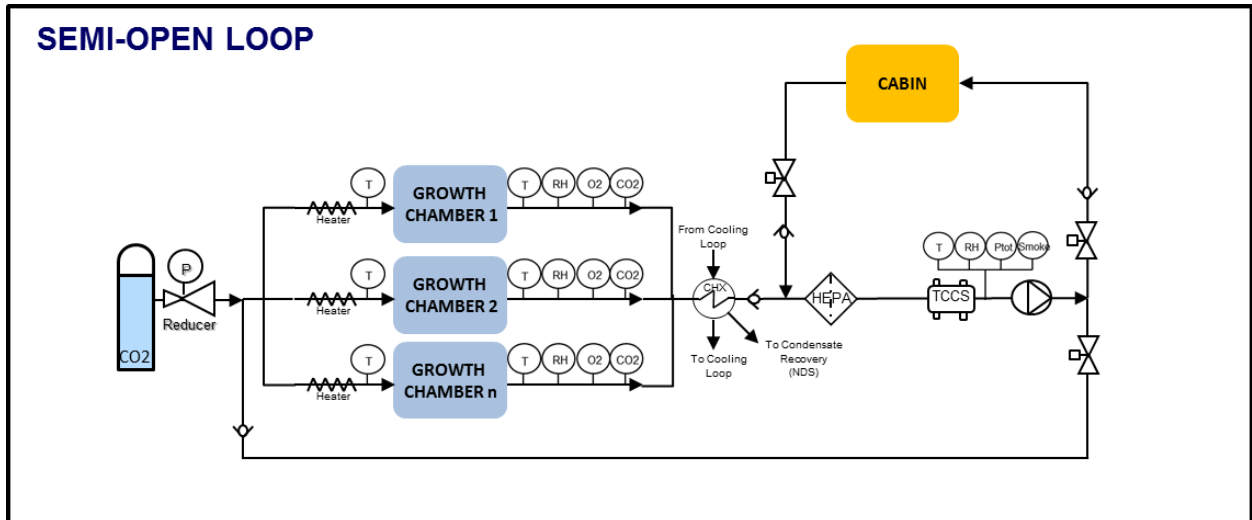 SEMI-OPEN LOOP
CABIN
T
GROWTH
CHAMBER 1
T
RH
O2
CO2
Heater
From Cooling
Loop
P
Reducer
CO2
T
GROWTH
CHAMBER 2
T
RH
O2
CO2
Heater
CHX
HEPA
T
RH
Ptot
Smoke
TCCS
To Cooling
Loop
To Condensate
Recovery
(NDS)
T
GROWTH
CHAMBER n
T
RH
O2
CO2
Heater